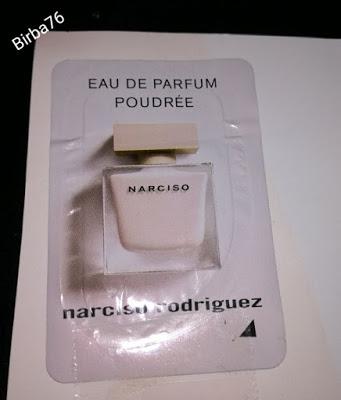 Birba76
EAU DE PARFUM
POUDRÉE
NARCISO
narciso rodriguez